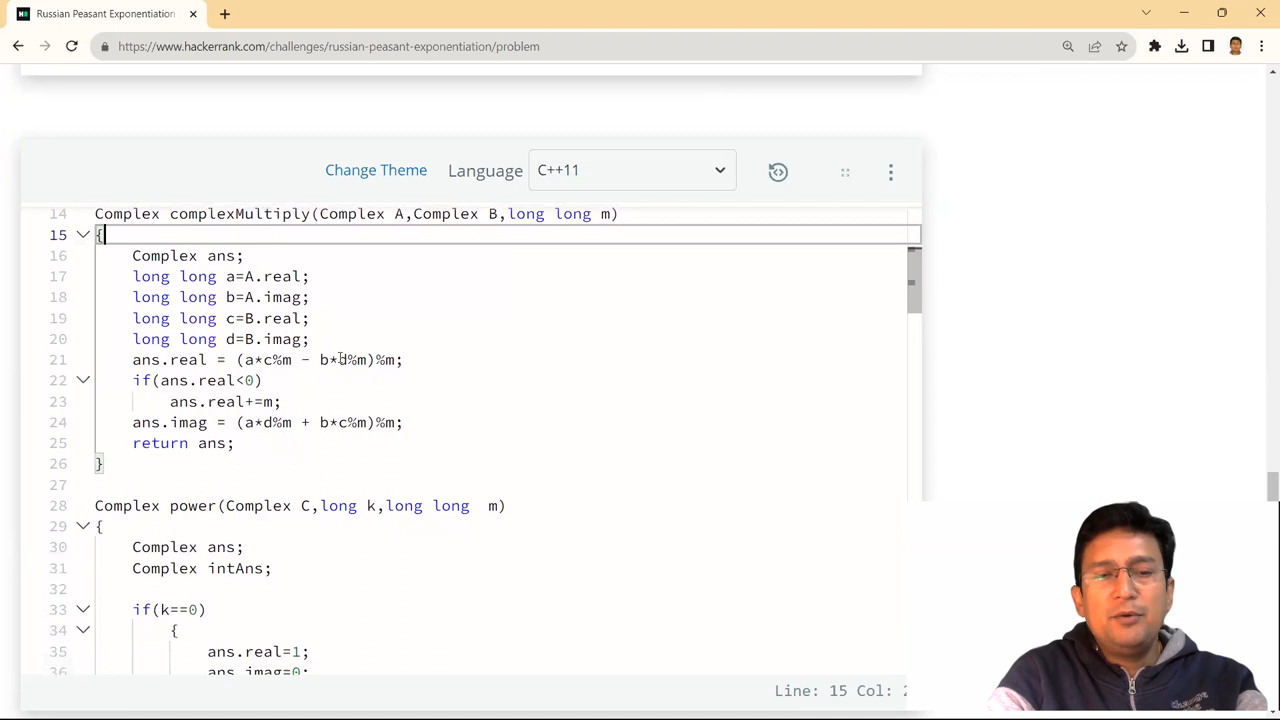 Russian Peasant Exponentiation
https://www.hackerrank.com/challenges/russian-peasant-exponentiation/problem
Change Theme Language C++11
14 Complex complexMultiply(Complex A,Complex B,long long m)
15 {
16 Complex ans;
17 long long a=A.real;
18 long long b=A.imag;
19 long long c=B.real;
20 long long d=B.imag;
21 ans.real = (a*c%m - b*d%m)%m;
22 if(ans.real<0)
23 ans.real+=m;
24 ans.imag = (a*d%m + b*c%m)%m;
25 return ans;
26 }
27
28 Complex power(Complex C,long k,long long m)
29 {
30 Complex ans;
31 Complex intAns;
32
33 if(k==0)
34 {
35 ans.real=1;
36 ans.imag=0;
Line: 15 Col: 2